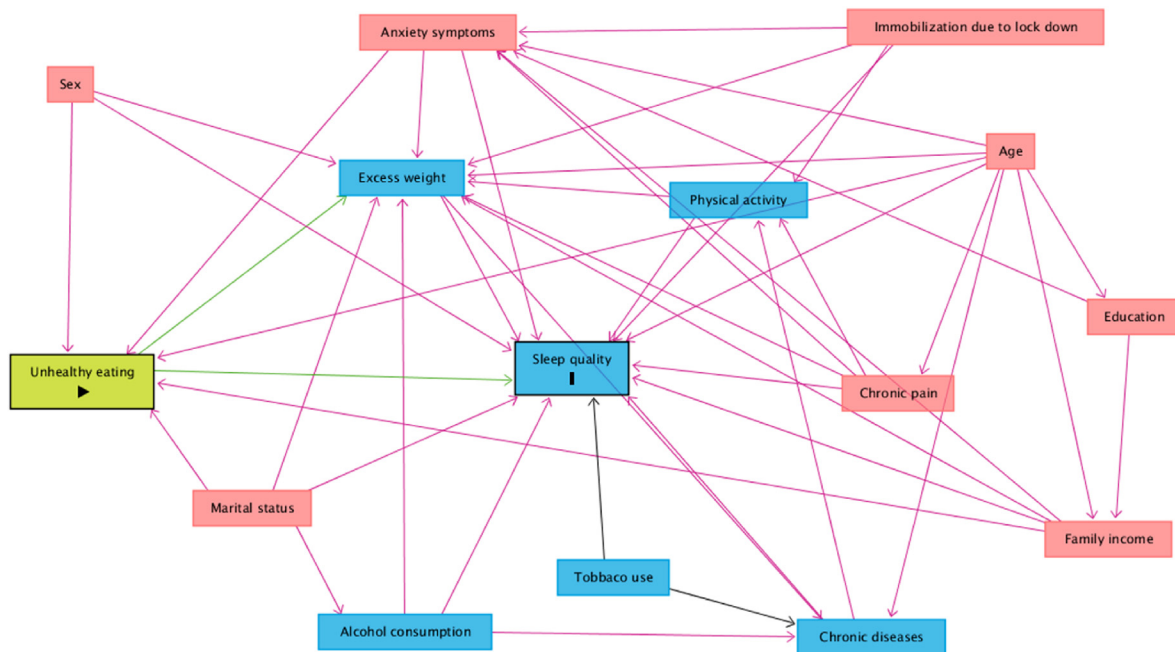 Anxiety symptoms
Immobilization due to lock down
Sex
Age
Excess weight
Physical activity
Education
Unhealthy eating
Sleep quality
Chronic pain
Marital status
Family income
Tobbaco use
Alcohol consumption
Chronic diseases